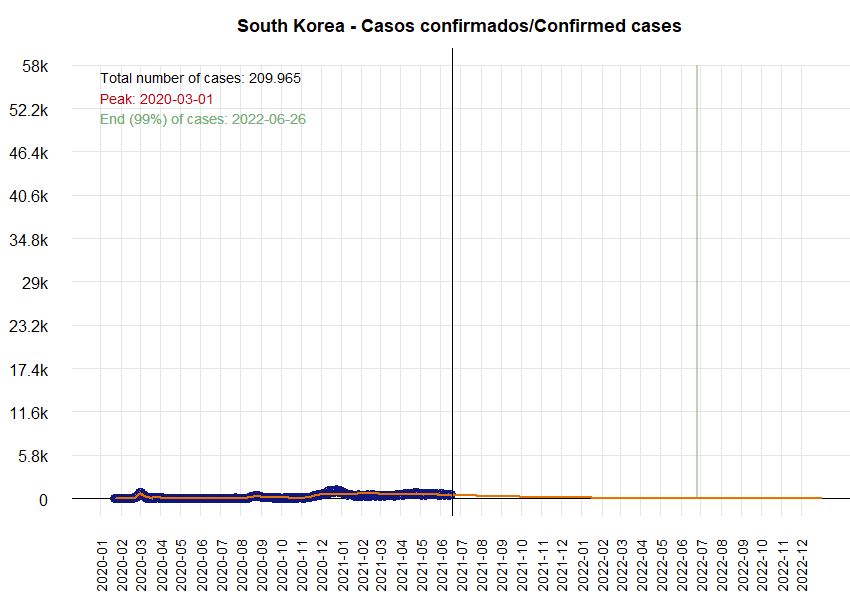 South Korea - Casos confirmados/Confirmed cases
58k
Total number of cases: 209.965
Peak: 2020-03-01
End (99%) of cases: 2022-06-26
52.2k
46.4k
40.6k
34.8k
29k
23.2k
17.4k
11.6k
5.8k
0
2020-01
2020-02
2020-03
2020-04
2020-05
2020-06
2020-07
2020-08
2020-09
2020-10
2020-11
2020-12
2021-01
2021-02
2021-03
2021-04
2021-05
2021-06
2021-07
2021-08
2021-09
2021-10
2021-11
2021-12
2022-01
2022-02
2022-03
2022-04
2022-05
2022-06
2022-07
2022-08
2022-09
2022-10
2022-11
2022-12